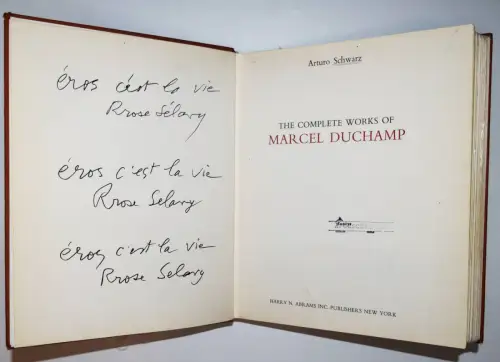 éros c'est la vie
Rrose Sélavy
éros c'est la vie
Rrose Sélavy
éros c'est la vie
Rrose Sélavy
Arturo Schwarz
THE COMPLETE WORKS OF
MARCEL DUCHAMP
HARRY N. ABRAMS INC. PUBLISHERS NEW YORK